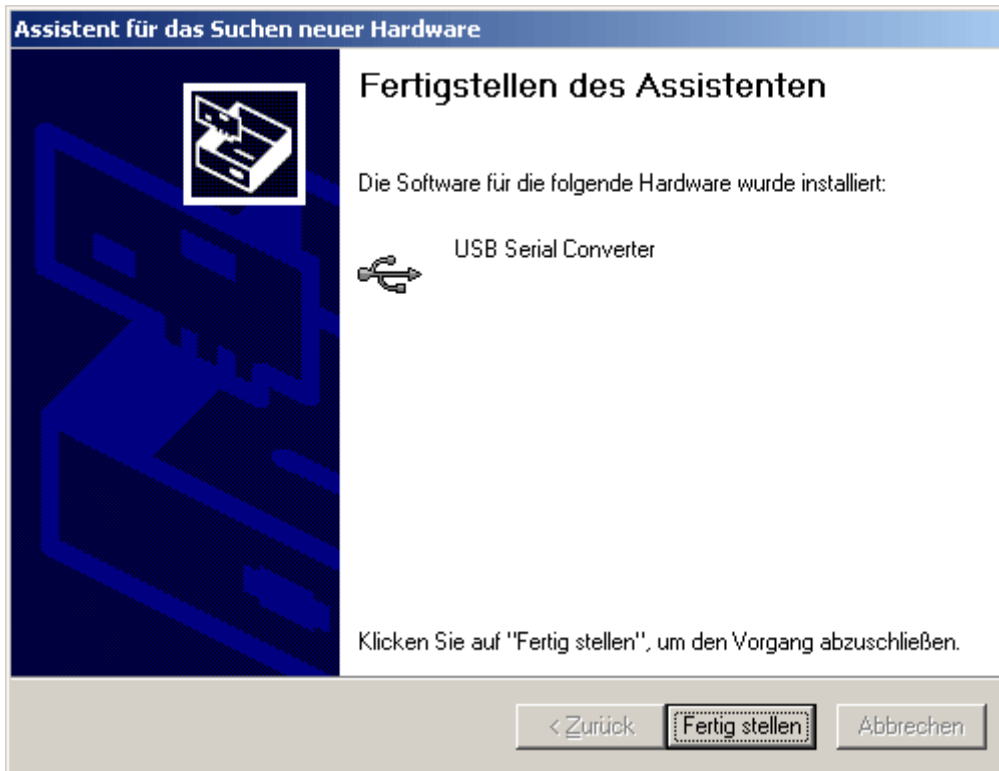 Assistent für das Suchen neuer Hardware
Fertigstellen des Assistenten
Die Software für die folgende Hardware wurde installiert:
USB Serial Converter
Klicken Sie auf "Fertig stellen", um den Vorgang abzuschließen.
< Zurück Fertig stellen Abbrechen